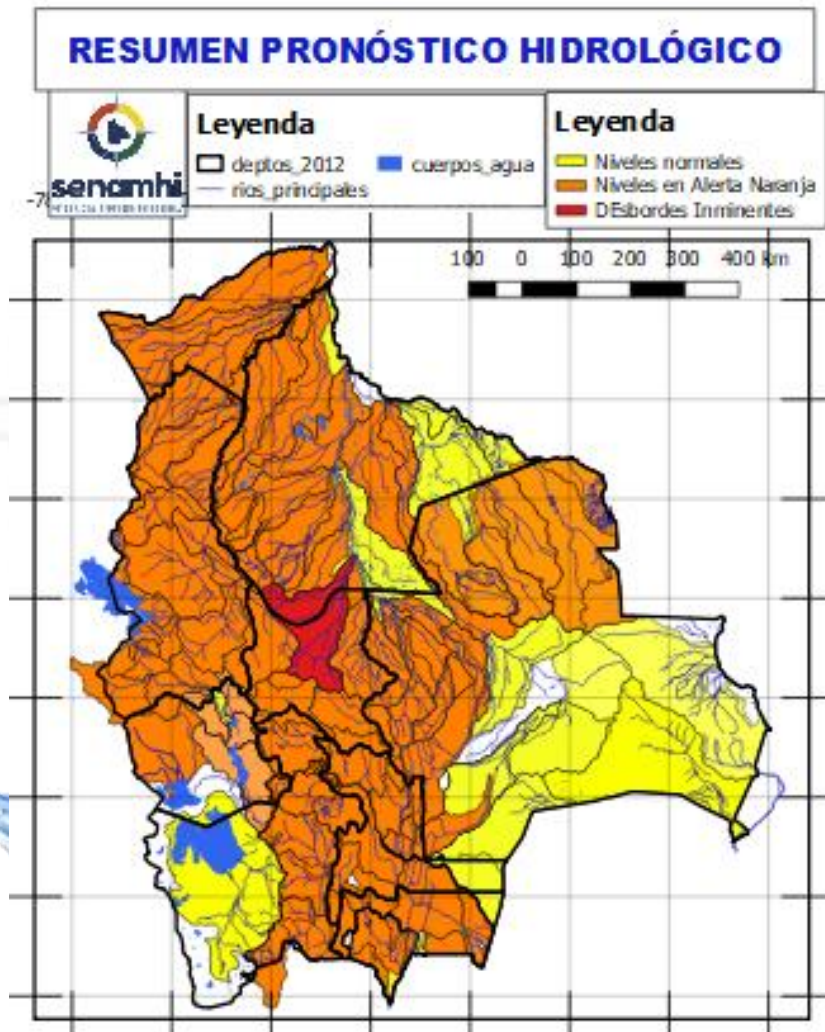 RESUMEN PRONÓSTICO HIDROLÓGICO
senamhi
Leyenda
deptos_2012
cuerpos_agua
rios_principales
Leyenda
Niveles normales
Niveles en Alerta Naranja
DEsbordes Inminentes
100 0 100 200 300 400 km